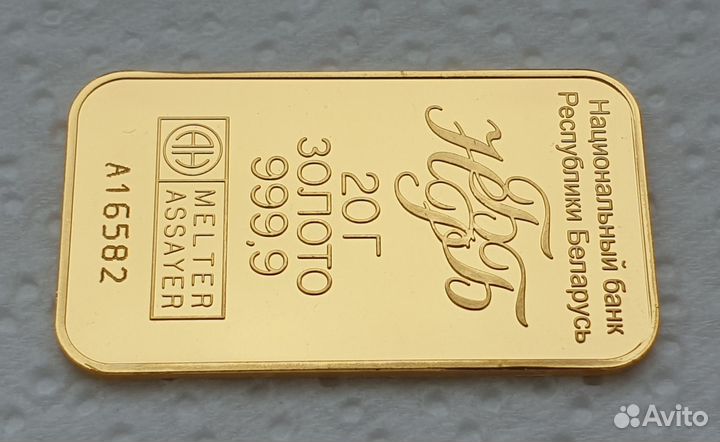 Национальный банк
Республики Беларусь
НБРБ
20Г
ЗОЛОТО
999,9
MELTER
ASSAYER
A16582
Avito